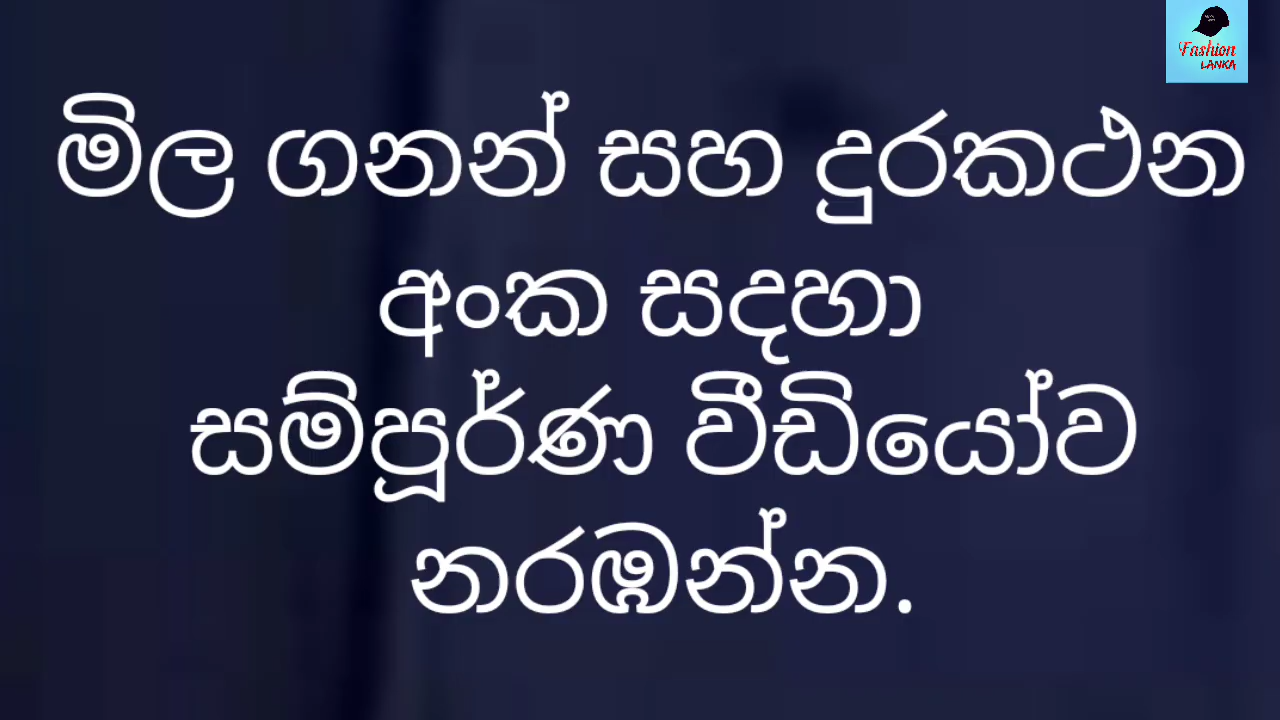 Fashion
LANKA
මිල ගනන් සහ දුරකථන
අංක සදහා
සම්පූර්ණ වීඩියෝව
නරඹන්න.